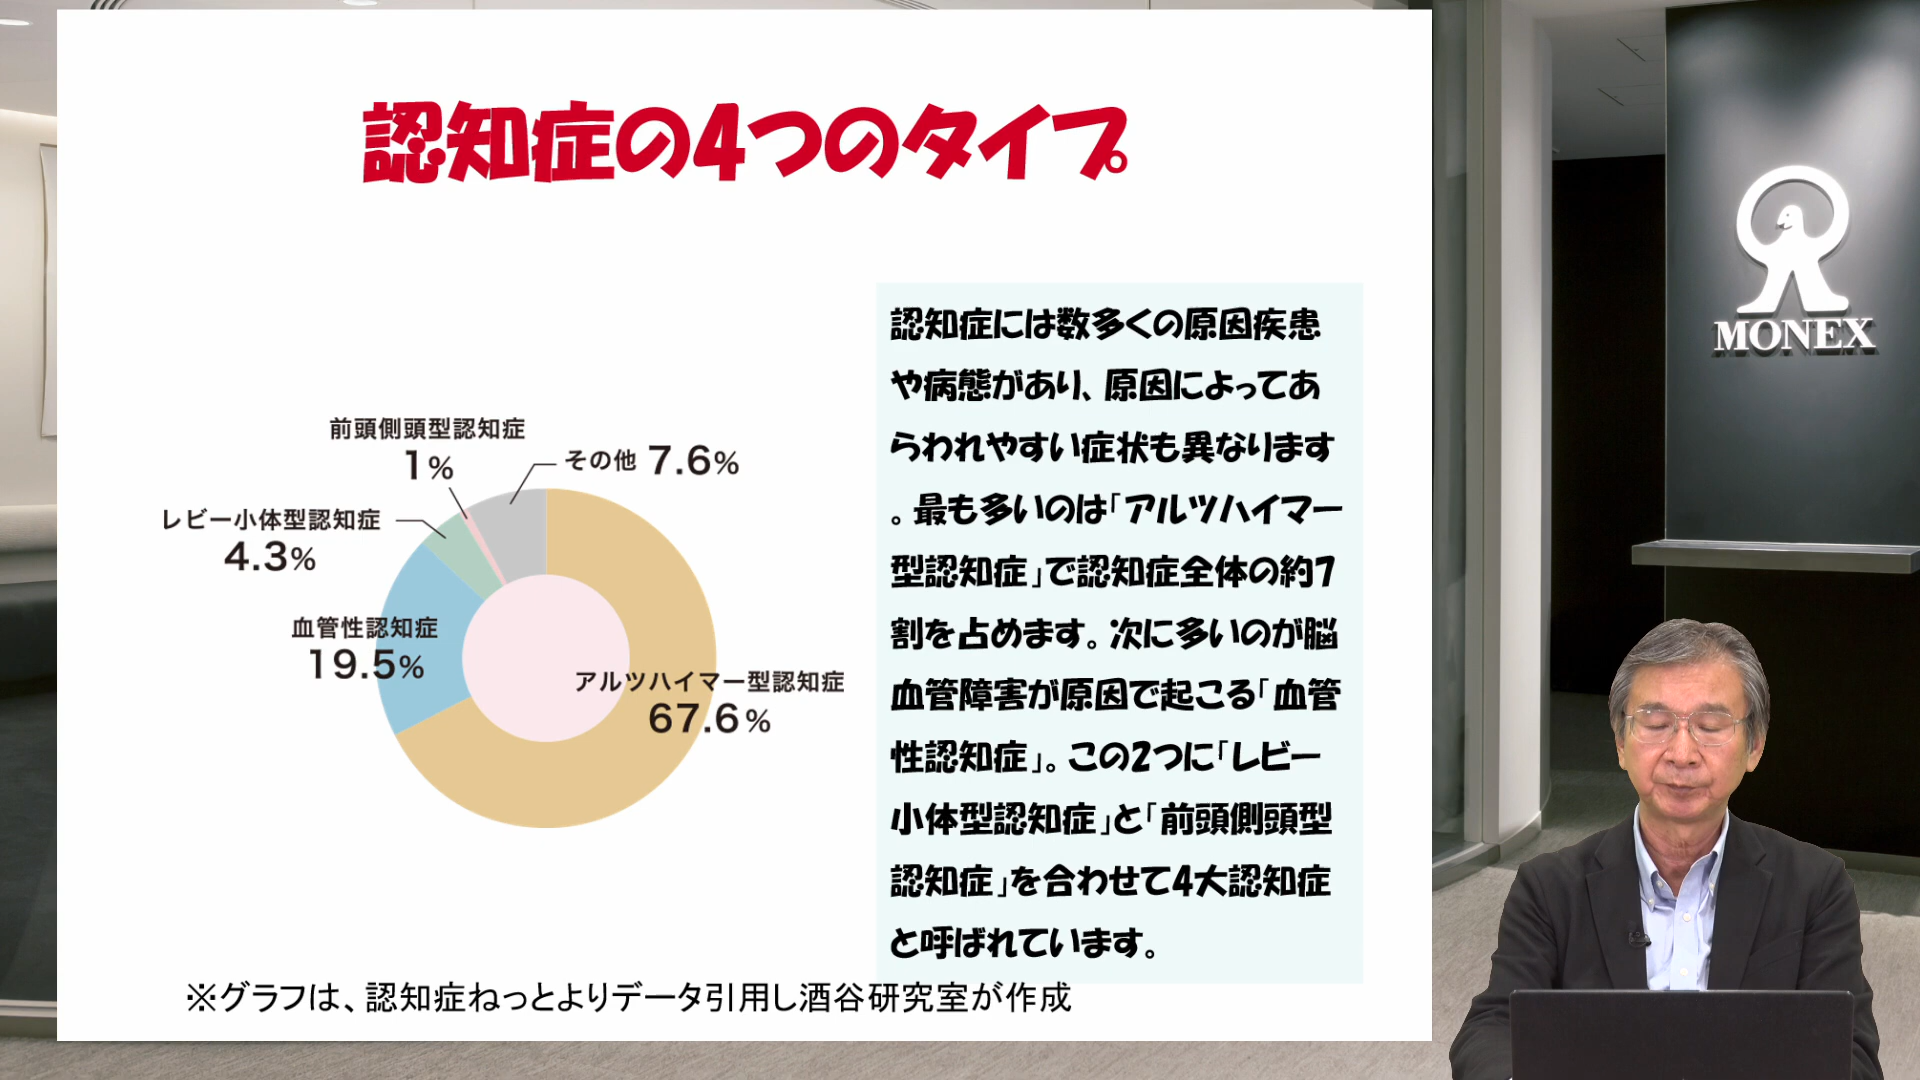 認知症の4つのタイプ
前頭側頭型認知症
1%
その他 7.6%
レビー小体型認知症
4.3%
血管性認知症
19.5%
アルツハイマー型認知症
67.6%
認知症には数多くの原因疾患
や病態があり、原因によってあ
らわれやすい症状も異なります
。最も多いのは「アルツハイマー
型認知症」で認知症全体の約7
割を占めます。次に多いのが脳
血管障害が原因で起こる「血管
性認知症」。この2つに「レビー
小体型認知症」と「前頭側頭型
認知症」を合わせて4大認知症
と呼ばれています。
※グラフは、認知症ねっとよりデータ引用し酒谷研究室が作成
MONEX